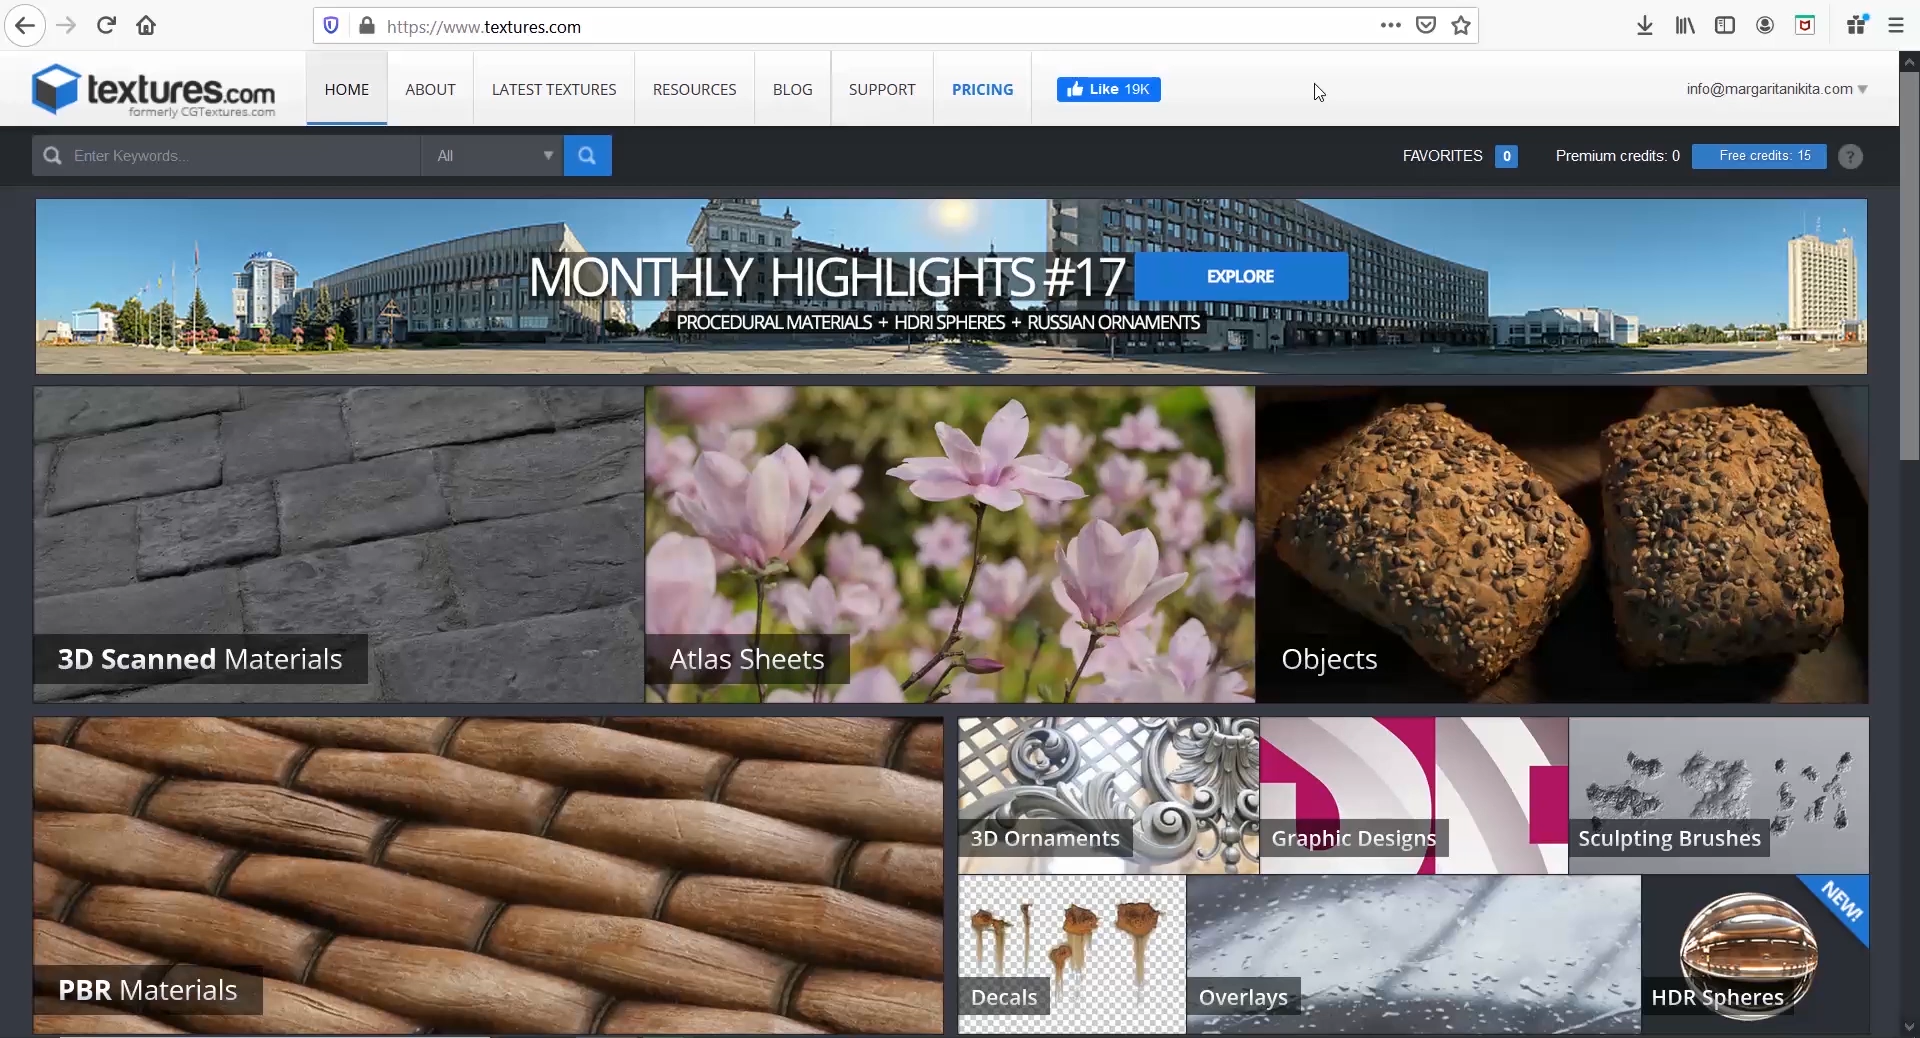 https://www.textures.com
textures.com
formerly CGTextures.com
HOME
ABOUT
LATEST TEXTURES
RESOURCES
BLOG
SUPPORT
PRICING
Like 19K
info@margaritanikita.com
Enter Keywords...
All
FAVORITES 0
Premium credits: 0
Free credits: 15
?
MONTHLY HIGHLIGHTS #17
EXPLORE
PROCEDURAL MATERIALS + HDRI SPHERES + RUSSIAN ORNAMENTS
3D Scanned Materials
Atlas Sheets
Objects
PBR Materials
3D Ornaments
Graphic Designs
Sculpting Brushes
Decals
Overlays
HDR Spheres
NEW!